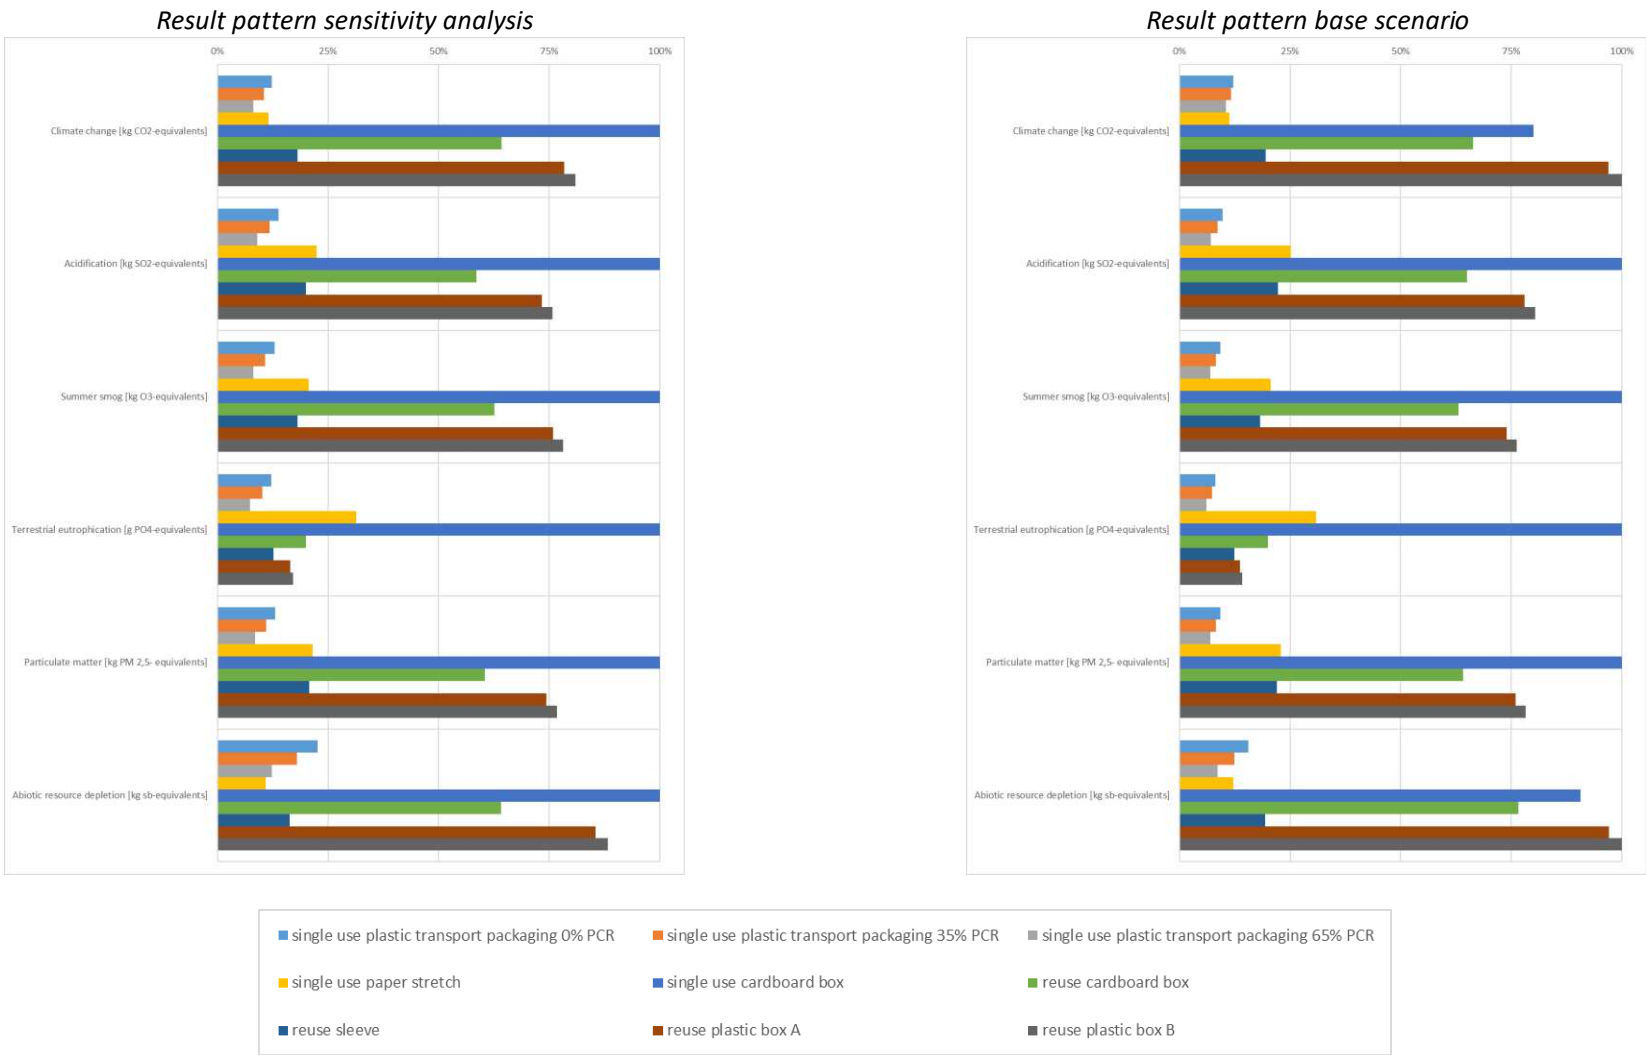 Result pattern sensitivity analysis
0% 25% 50% 75% 100%
Climate change [kg CO2-equivalents]
Acidification [kg SO2-equivalents]
Summer smog [kg O3-equivalents]
Terrestrial eutrophication [g PO4-equivalents]
Particulate matter [kg PM 2,5- equivalents]
Abiotic resource depletion [kg sb-equivalents]
Result pattern base scenario
0% 25% 50% 75% 100%
Climate change [kg CO2-equivalents]
Acidification [kg SO2-equivalents]
Summer smog [kg O3-equivalents]
Terrestrial eutrophication [g PO4-equivalents]
Particulate matter [kg PM 2,5- equivalents]
Abiotic resource depletion [kg sb-equivalents]
single use plastic transport packaging 0% PCR single use plastic transport packaging 35% PCR single use plastic transport packaging 65% PCR
single use paper stretch single use cardboard box reuse cardboard box
reuse sleeve reuse plastic box A reuse plastic box B